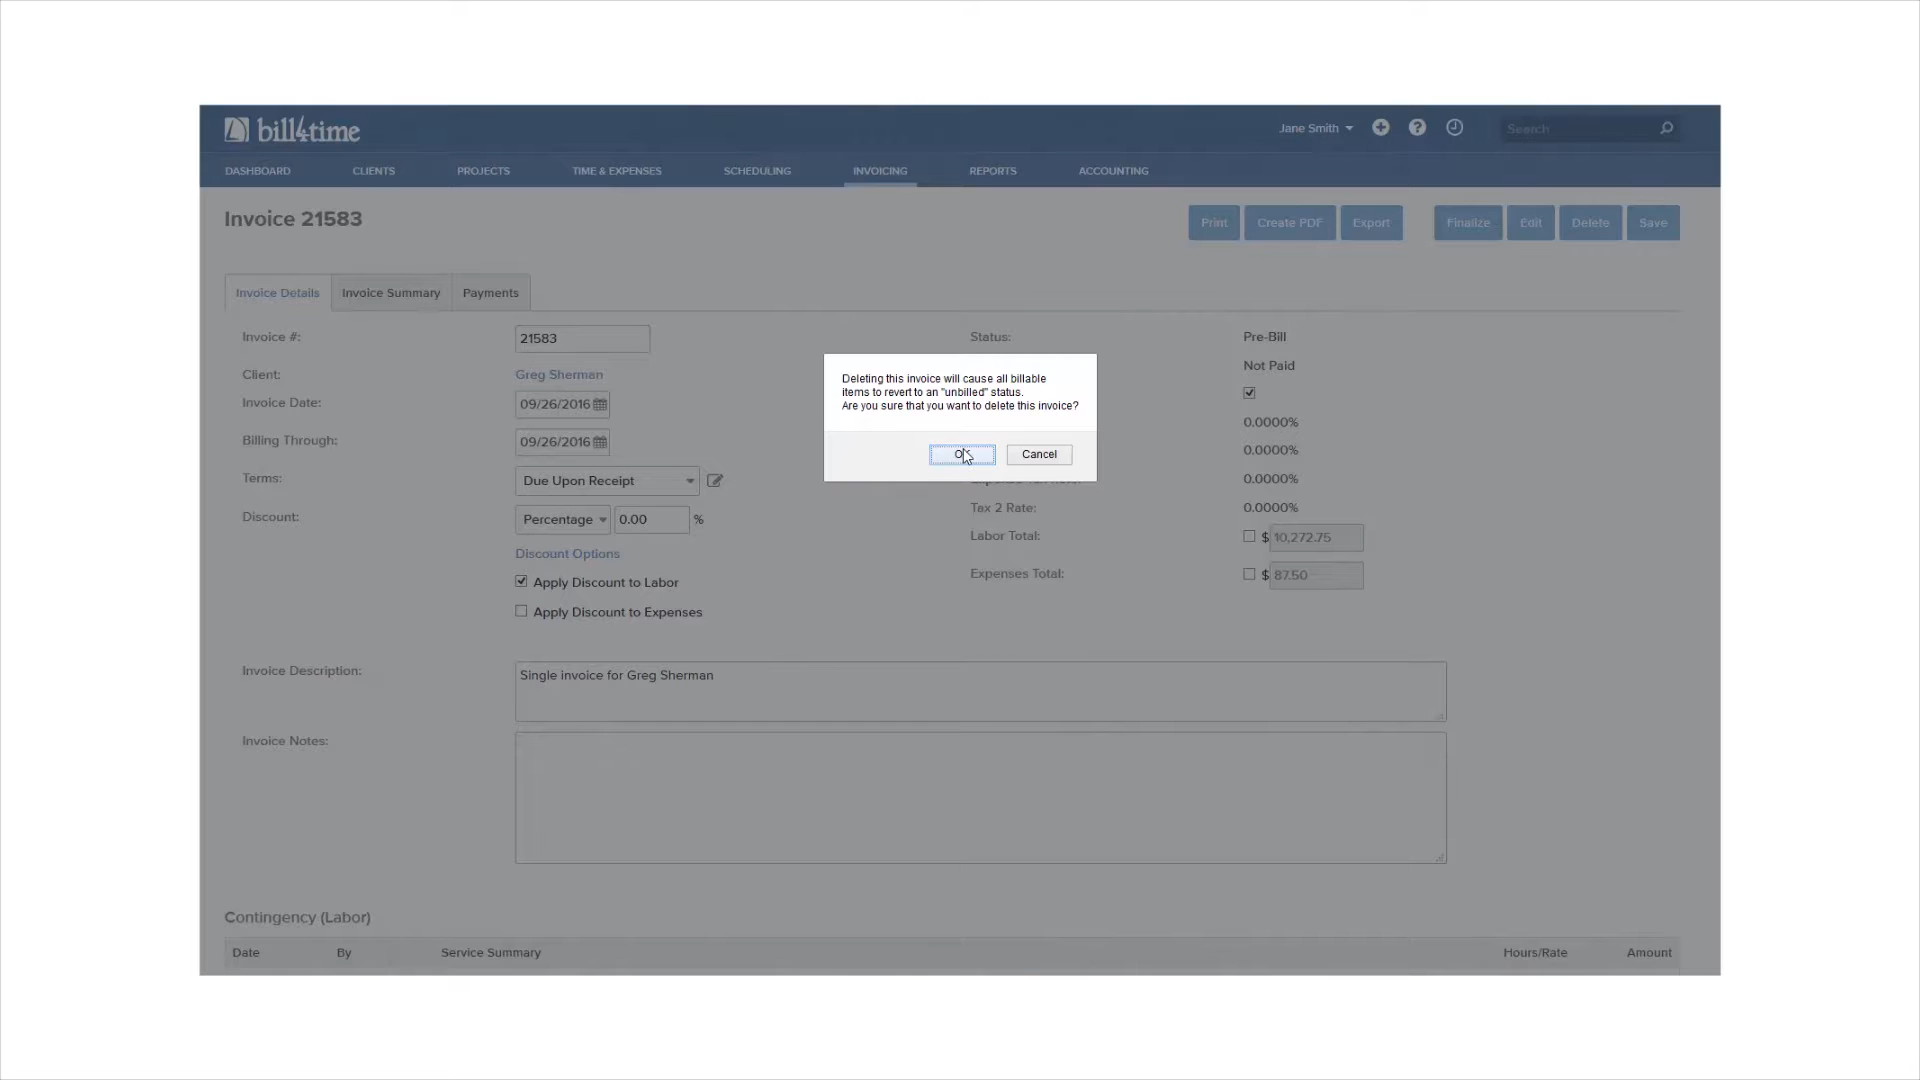 bill4time
Jane Smith
Search
DASHBOARD CLIENTS PROJECTS TIME & EXPENSES SCHEDULING INVOICING REPORTS ACCOUNTING
Invoice 21583
Print Create PDF Export Finalize Edit Delete Save
Invoice Details Invoice Summary Payments
Invoice #: 21583 Status: Pre-Bill
Not Paid
Client: Greg Sherman
Invoice Date: 09/26/2016
0.0000%
Billing Through: 09/26/2016
0.0000%
Terms: Due Upon Receipt
0.0000%
Tax 2 Rate: 0.0000%
Discount: Percentage 0.00 %
Labor Total: $ 10,272.75
Discount Options
Expenses Total: $ 87.50
Apply Discount to Labor
Apply Discount to Expenses
Deleting this invoice will cause all billable
items to revert to an "unbilled" status.
Are you sure that you want to delete this invoice?
Cancel
Invoice Description: Single invoice for Greg Sherman
Invoice Notes:
Contingency (Labor)
Date By Service Summary Hours/Rate Amount